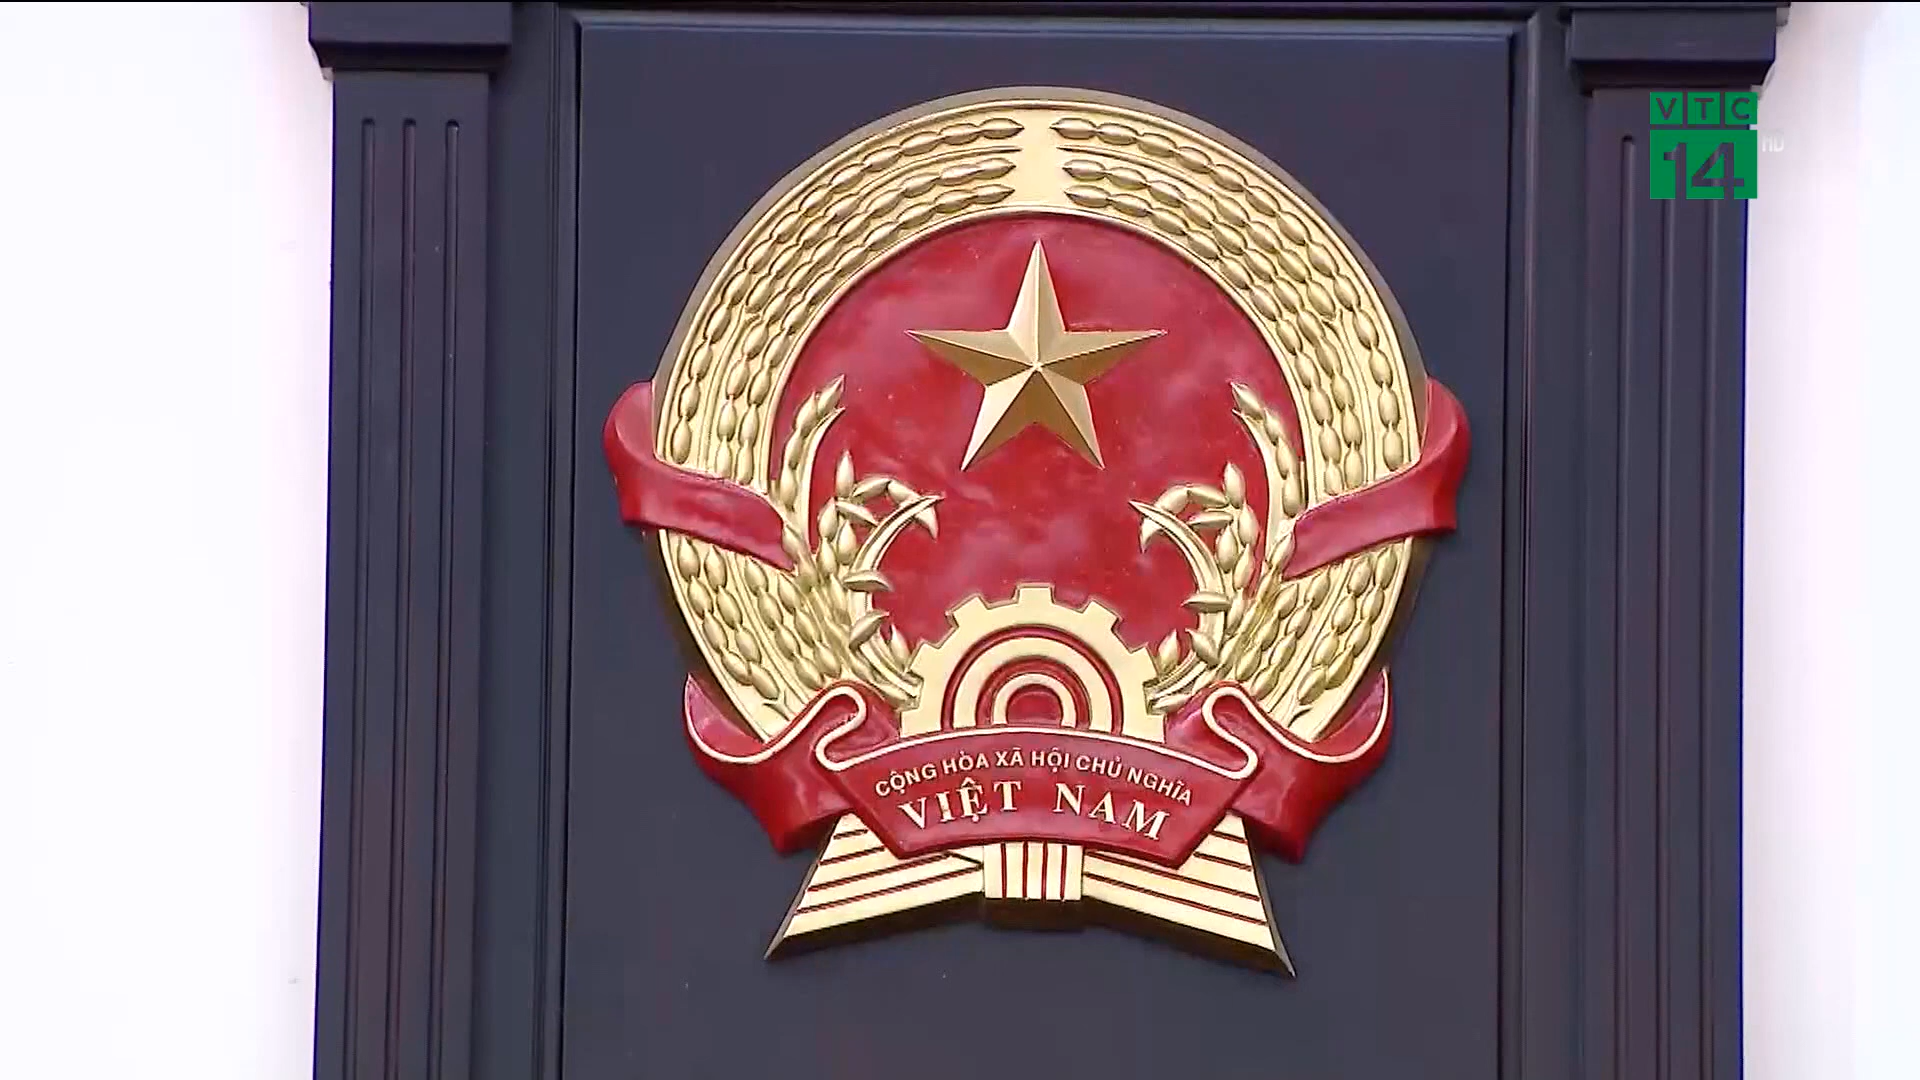 VTC
14
HD
CỘNG HÒA XÃ HỘI CHỦ NGHĨA
VIỆT NAM